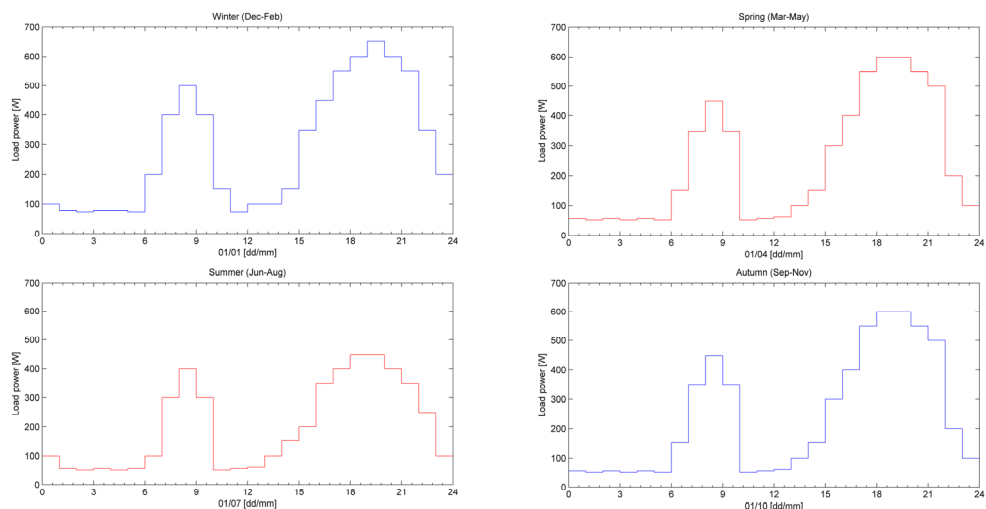 Winter (Dec-Feb)
Load power [W]
700
600
500
400
300
200
100
0
0 3 6 9 12 15 18 21 24
01/01 [dd/mm]
Spring (Mar-May)
Load power [W]
700
600
500
400
300
200
100
0
0 3 6 9 12 15 18 21 24
01/04 [dd/mm]
Summer (Jun-Aug)
Load power [W]
700
600
500
400
300
200
100
0
0 3 6 9 12 15 18 21 24
01/07 [dd/mm]
Autumn (Sep-Nov)
Load power [W]
700
600
500
400
300
200
100
0
0 3 6 9 12 15 18 21 24
01/10 [dd/mm]